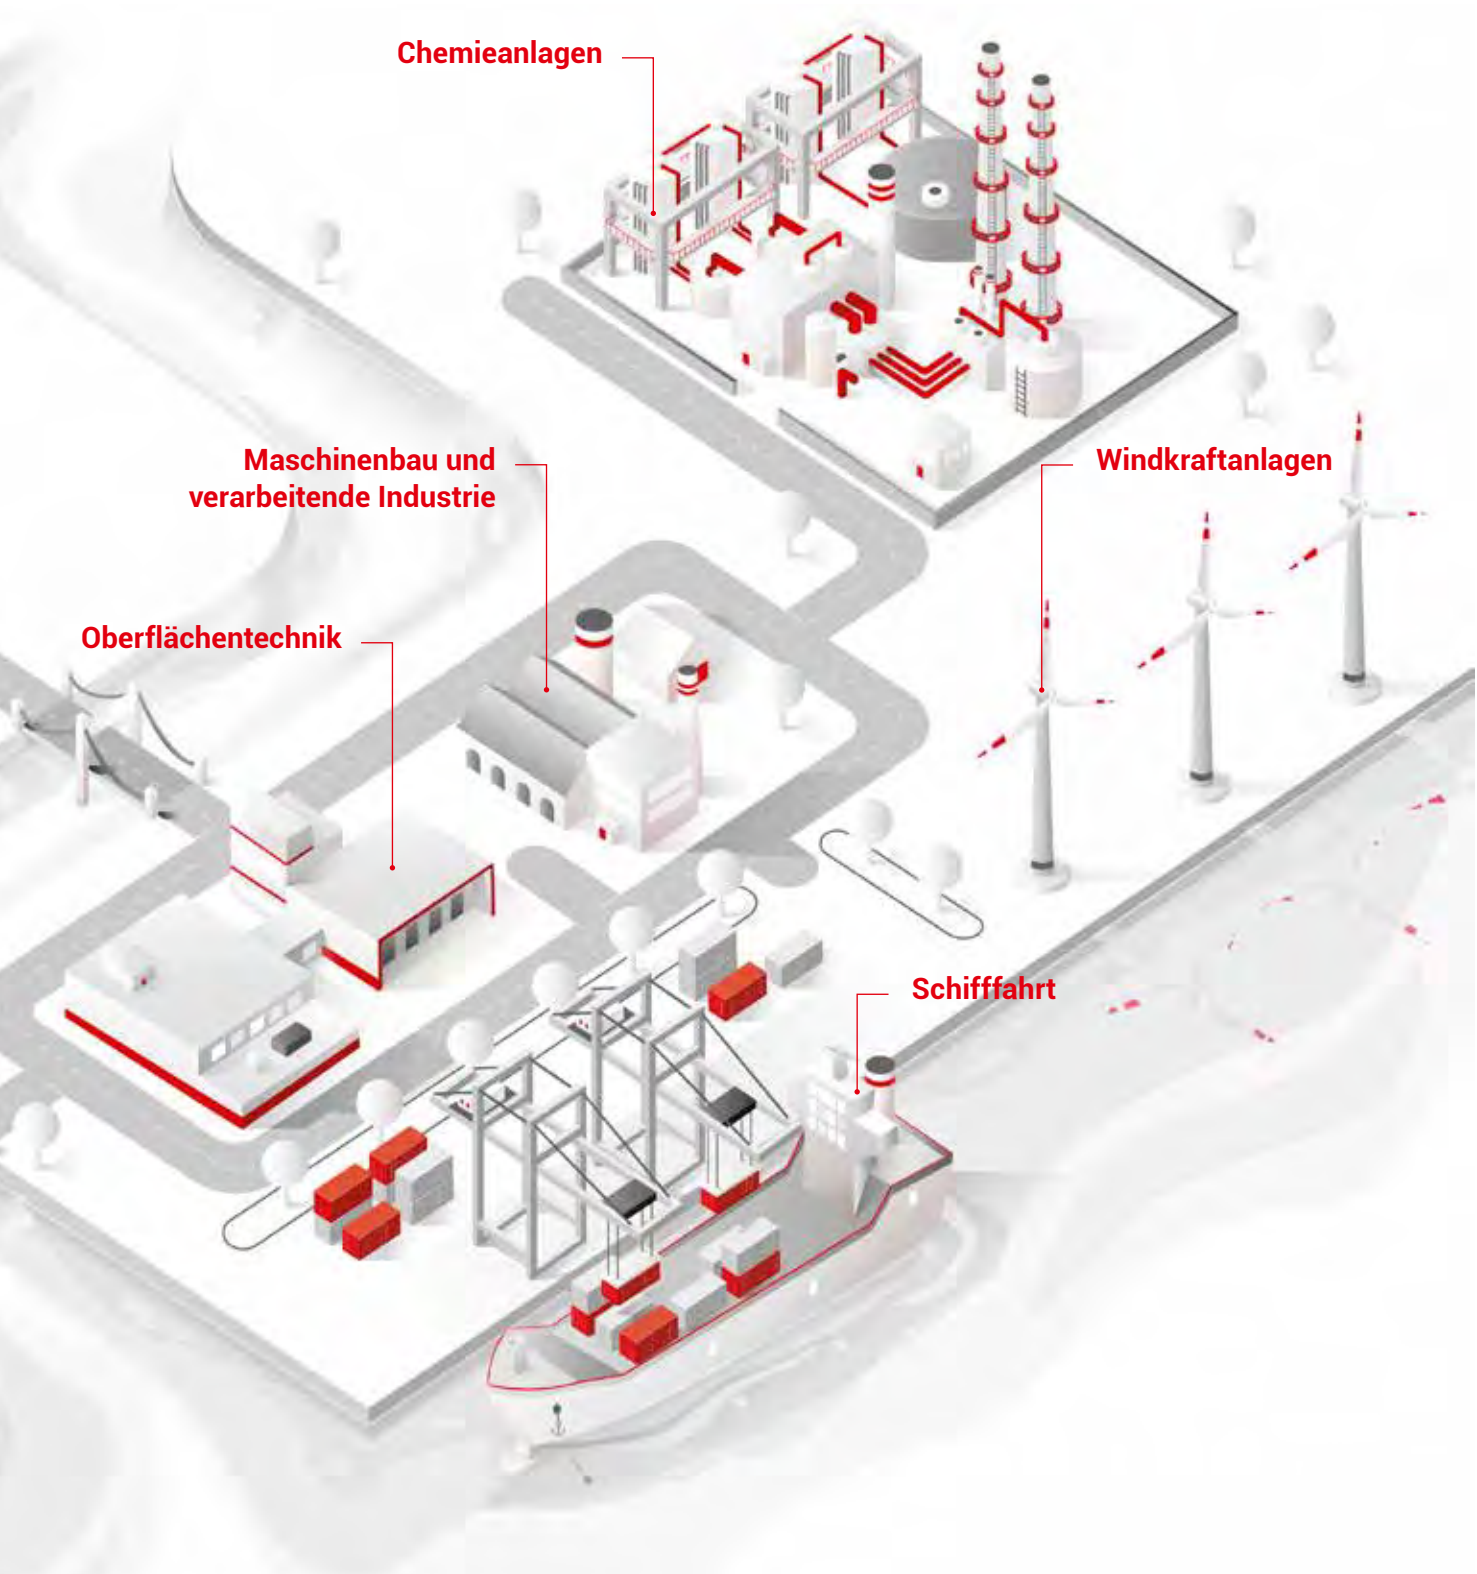 Chemieanlagen
Maschinenbau und
verarbeitende Industrie
Windkraftanlagen
Oberflächentechnik
Schifffahrt